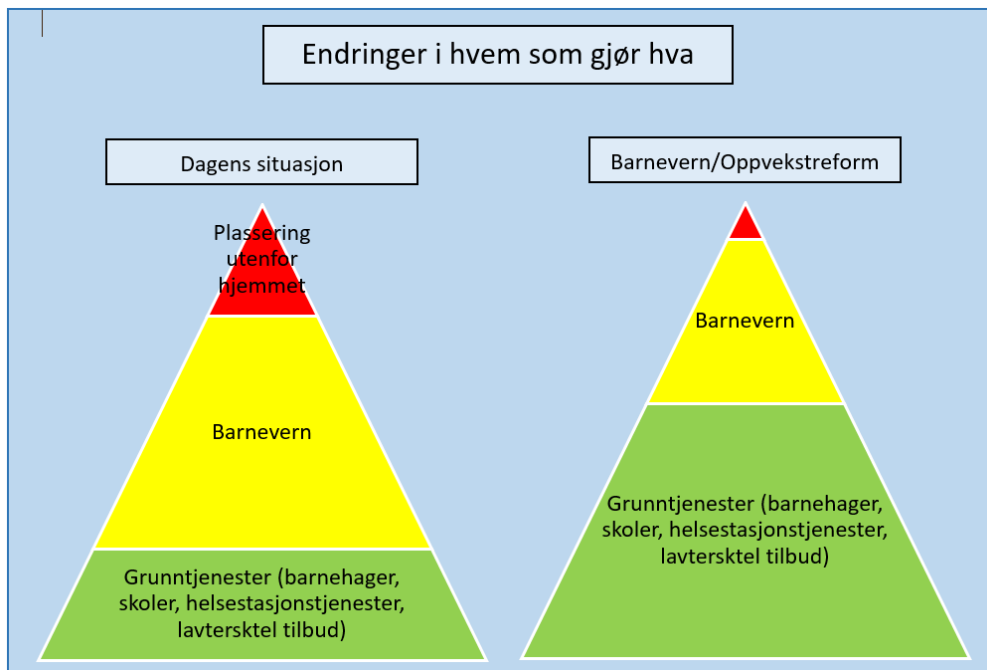 Endringer i hvem som gjør hva
Dagens situasjon
Plassering
utenfor
hjemmet
Barnevern
Grunntjenester (barnehager,
skoler, helsestasjonstjenester,
lavtersktel tilbud)
Barnevern/Oppvekstreform
Barnevern
Grunntjenester (barnehager,
skoler, helsestasjonstjenester,
lavtersktel tilbud)